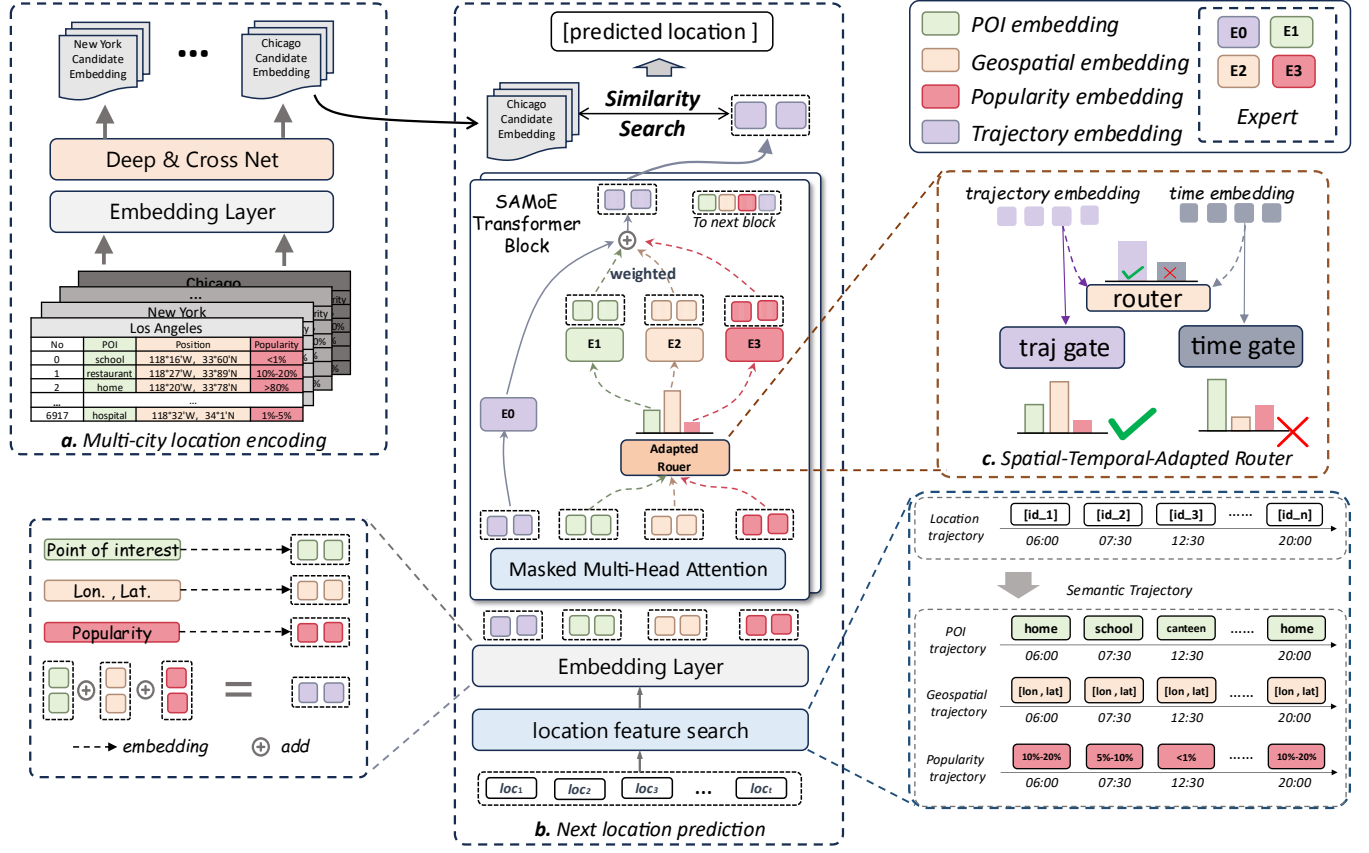 New York
Candidate
Embedding
...
Chicago
Candidate
Embedding
Deep & Cross Net
Embedding Layer
Chicago
...
New York
Los Angeles
No POI Position Popularity
0 school 118°16'W, 33°60'N <1%
1 restaurant 118°27'W, 33°89'N 10%-20%
2 home 118°20'W, 33°78'N >80%
... ...
6917 hospital 118°32'W, 34°1'N 1%-5%
a. Multi-city location encoding
[predicted location ]
Chicago
Candidate
Embedding
Similarity
Search
SAMoE
Transformer
Block
To next block
weighted
E1 E2 E3
E0
Adapted
Rouer
Masked Multi-Head Attention
Embedding Layer
location feature search
loc1 loc2 loc3 ... loct
b. Next location prediction
POI embedding
Geospatial embedding
Popularity embedding
Trajectory embedding
E0 E1
E2 E3
Expert
trajectory embedding time embedding
router
traj gate time gate
c. Spatial-Temporal-Adapted Router
Point of interest
Lon. , Lat.
Popularity
=
embedding add
Location
trajectory
[id_1] [id_2] [id_3] ...... [id_n]
06:00 07:30 12:30 20:00
Semantic Trajectory
POI
trajectory
home school canteen ...... home
06:00 07:30 12:30 20:00
Geospatial
trajectory
[lon , lat] [lon , lat] [lon , lat] ...... [lon , lat]
06:00 07:30 12:30 20:00
Popularity
trajectory
10%-20% 5%-10% <1% ...... 10%-20%
06:00 07:30 12:30 20:00